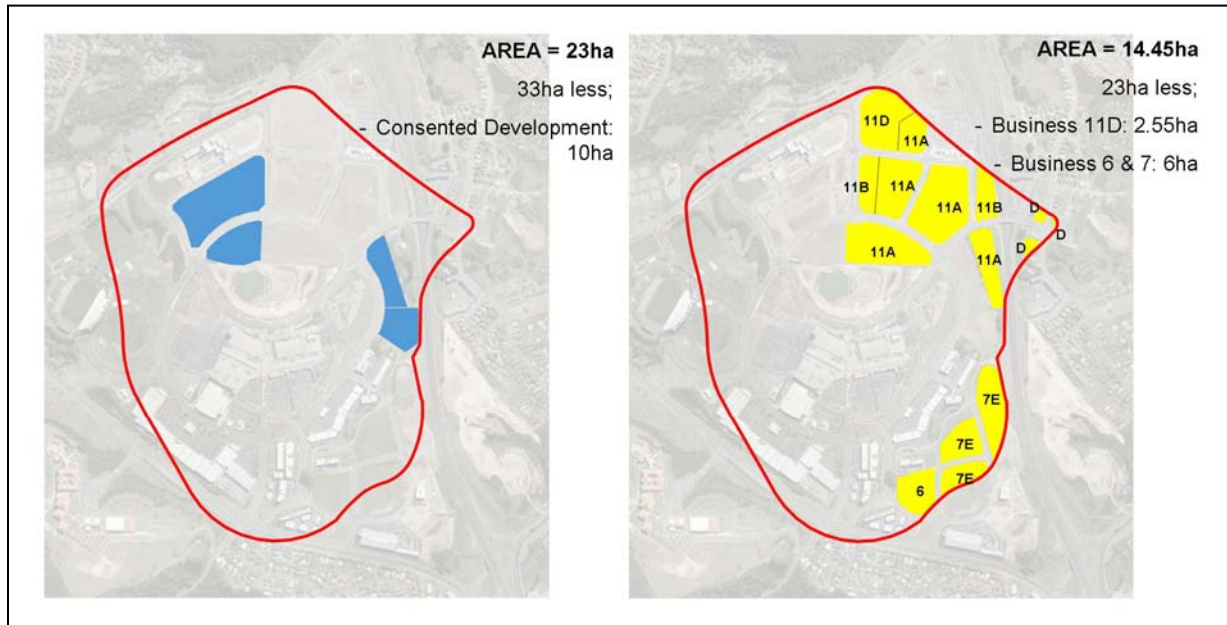 AREA = 23ha
33ha less;
- Consented Development:
10ha
AREA = 14.45ha
23ha less;
- Business 11D: 2.55ha
- Business 6 & 7: 6ha
11D
11A
11B
11A
11A
11B
D
D
D
11A
11A
7E
7E
7E
6